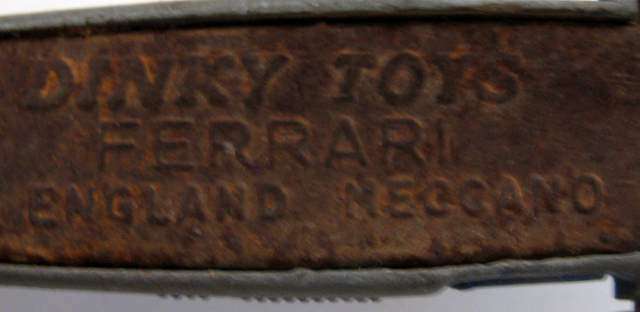 DINKY TOYS
FERRARI
ENGLAND MECCANO